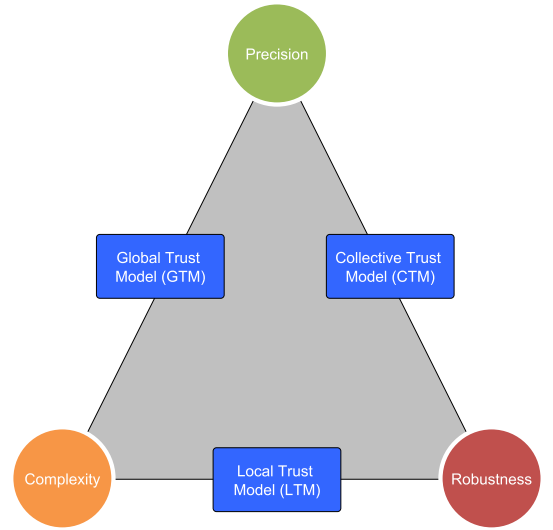 Precision
Global Trust
Model (GTM)
Collective Trust
Model (CTM)
Complexity
Local Trust
Model (LTM)
Robustness